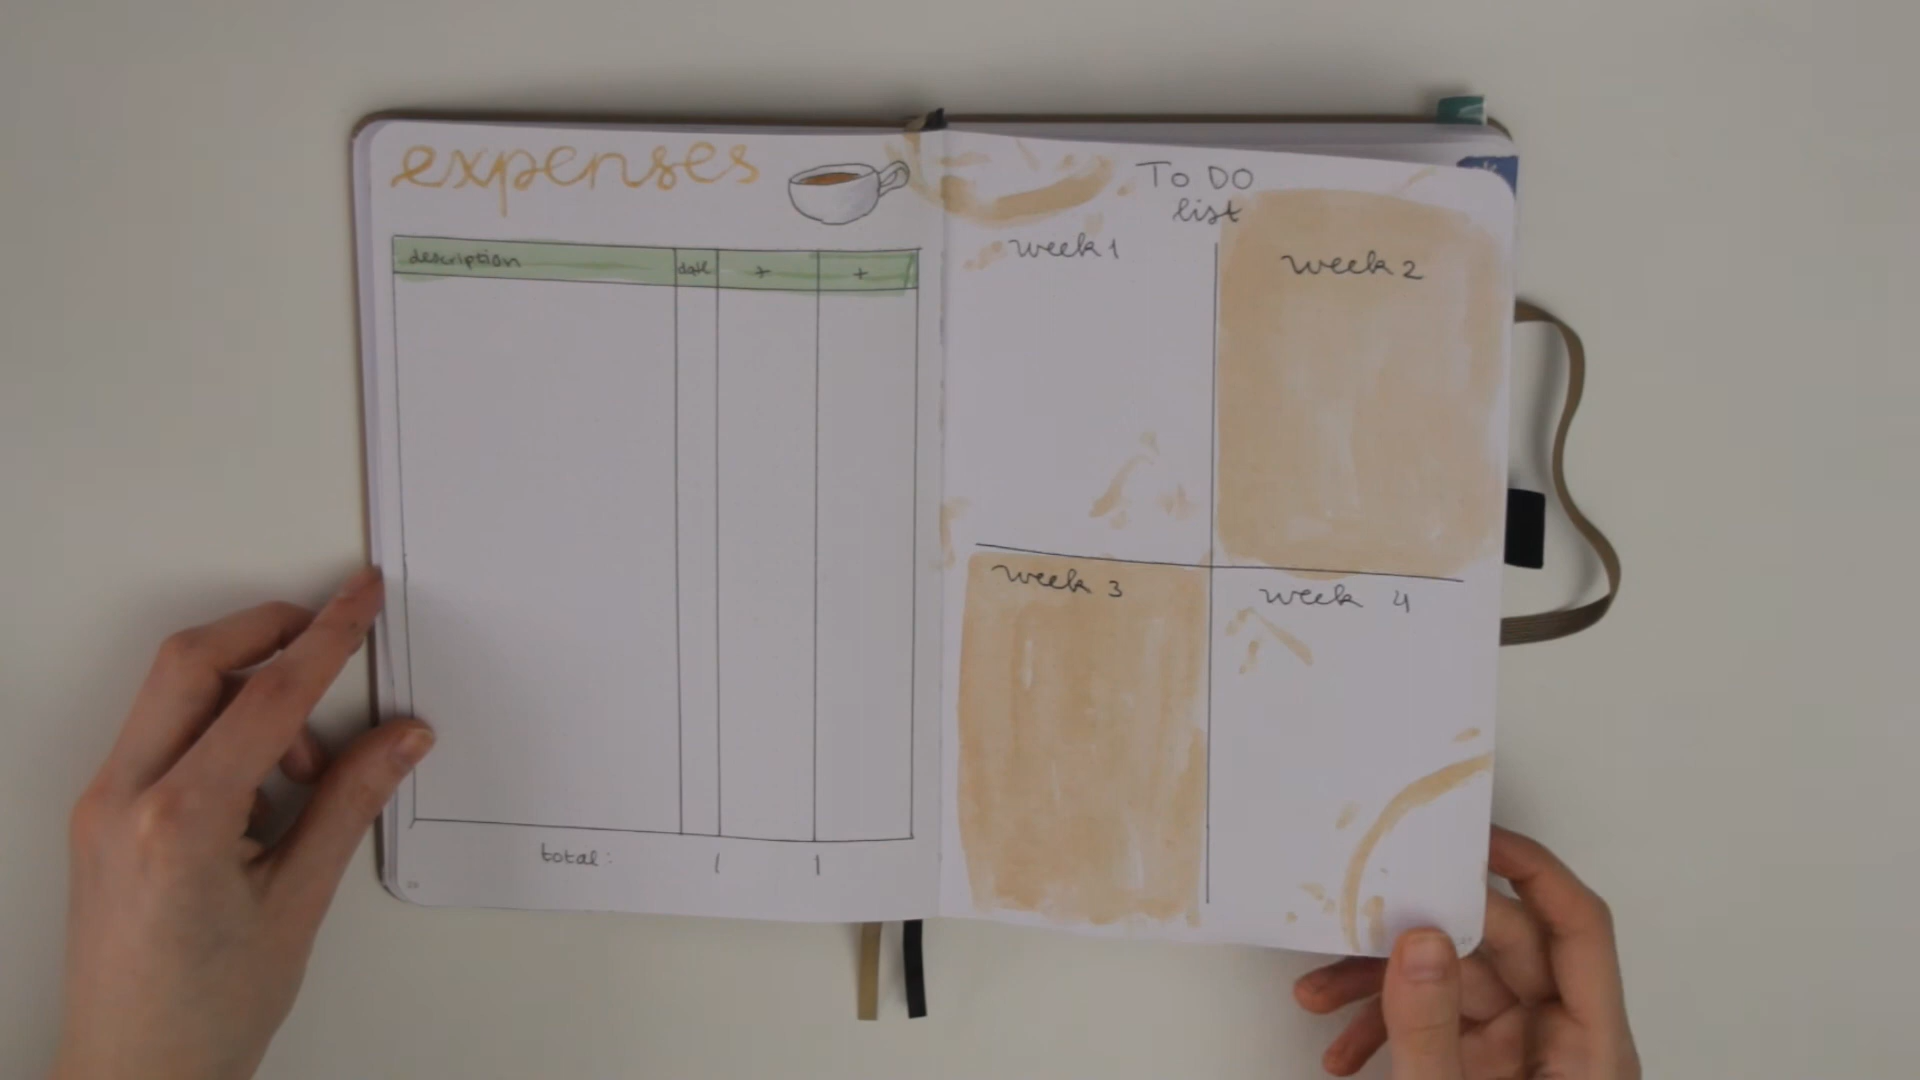 expenses
description date + +
total:
To DO
list
week 1
week 2
week 3
week 4